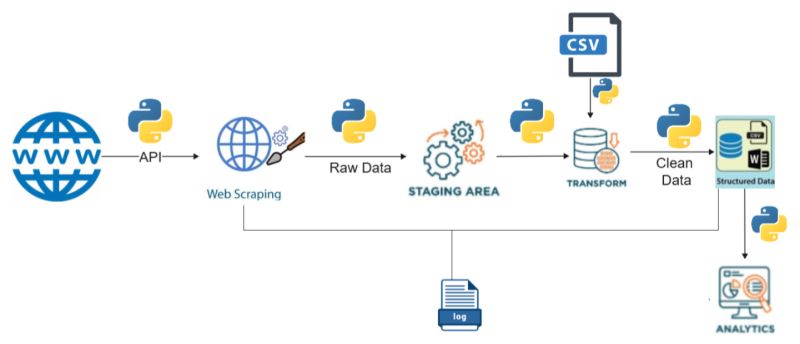 CSV
WWW
API
Web Scraping
Raw Data
STAGING AREA
TRANSFORM
Clean
Data
CSV
W
Structured Data
log
ANALYTICS